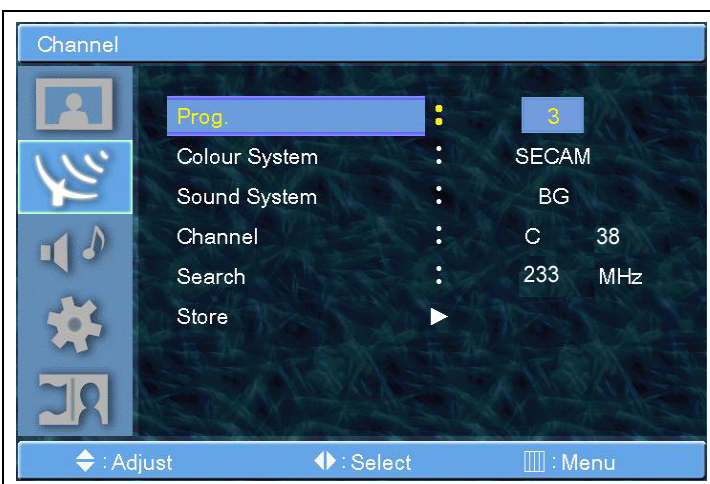 Channel
Prog. : 3
Colour System : SECAM
Sound System : BG
Channel : C 38
Search : 233 MHz
Store
: Adjust : Select : Menu